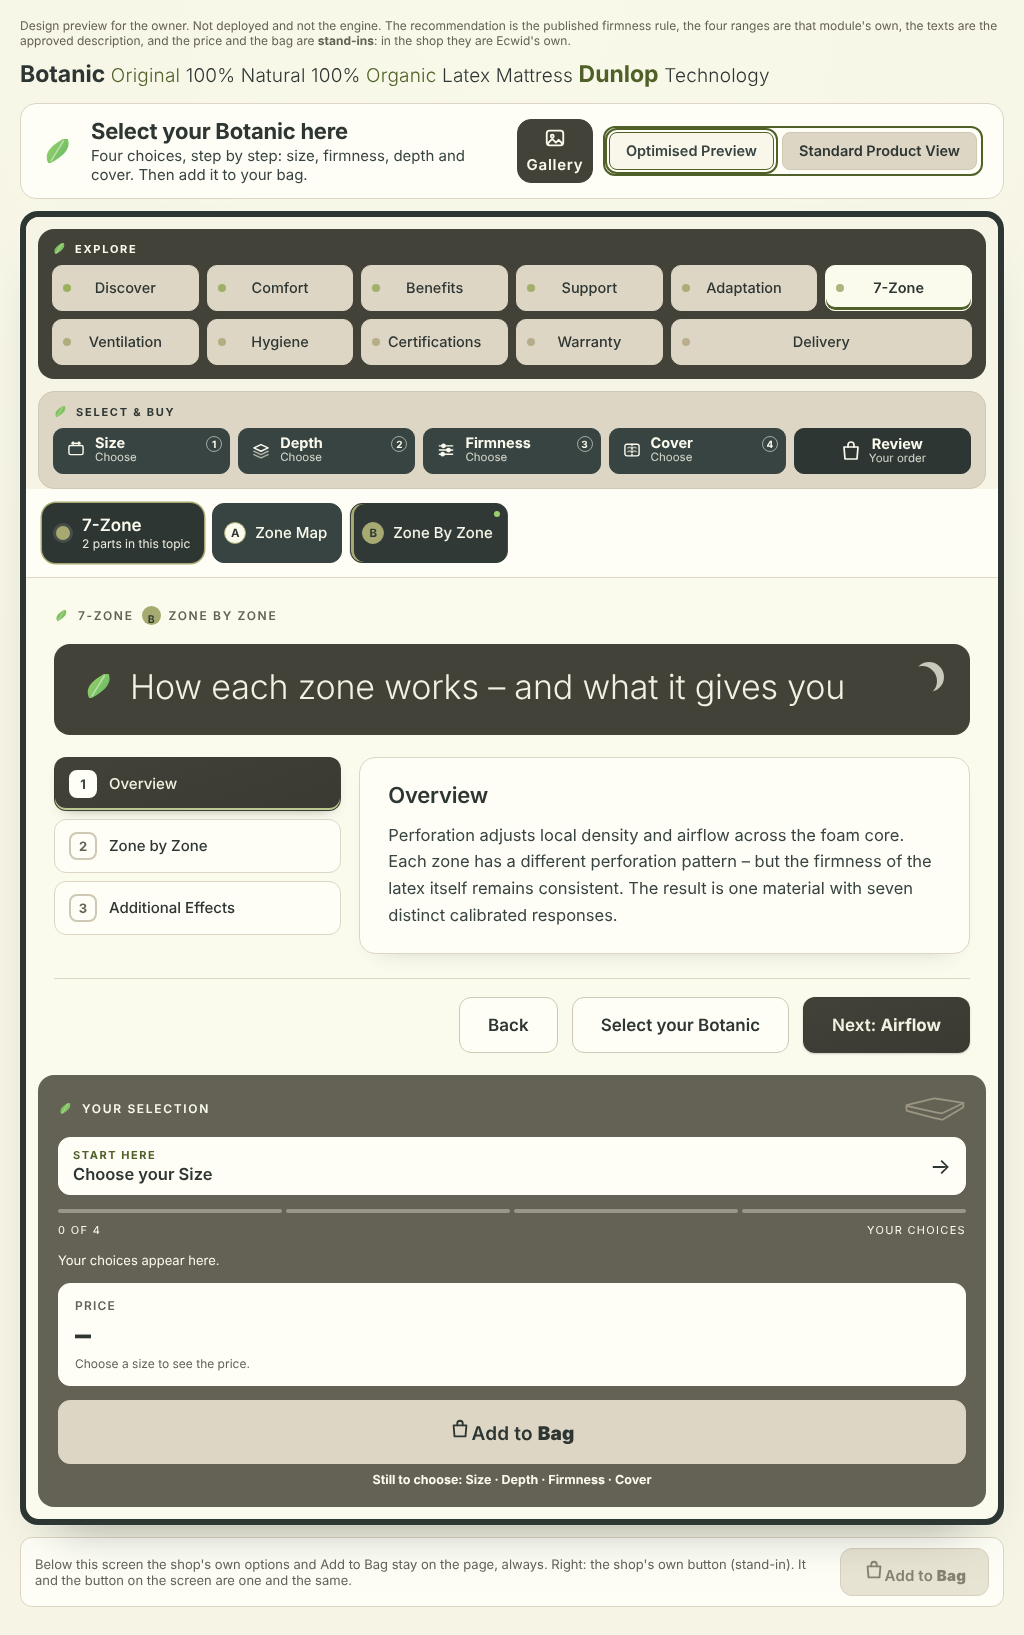 Design preview for the owner. Not deployed and not the engine. The recommendation is the published firmness rule, the four ranges are that module's own, the texts are the
approved description, and the price and the bag are stand-ins: in the shop they are Ecwid's own.
Botanic Original 100% Natural 100% Organic Latex Mattress Dunlop Technology
Select your Botanic here
Four choices, step by step: size, firmness, depth and
cover. Then add it to your bag.
Gallery
Optimised Preview
Standard Product View
EXPLORE
Discover
Comfort
Benefits
Support
Adaptation
7-Zone
Ventilation
Hygiene
Certifications
Warranty
Delivery
SELECT & BUY
Size
Choose
1
Depth
Choose
2
Firmness
Choose
3
Cover
Choose
4
Review
Your order
7-Zone
2 parts in this topic
A Zone Map
B Zone By Zone
7-ZONE B ZONE BY ZONE
How each zone works – and what it gives you
1 Overview
2 Zone by Zone
3 Additional Effects
Overview
Perforation adjusts local density and airflow across the foam core.
Each zone has a different perforation pattern – but the firmness of the
latex itself remains consistent. The result is one material with seven
distinct calibrated responses.
Back
Select your Botanic
Next: Airflow
YOUR SELECTION
START HERE
Choose your Size
0 OF 4
YOUR CHOICES
Your choices appear here.
PRICE
–
Choose a size to see the price.
Add to Bag
Still to choose: Size · Depth · Firmness · Cover
Below this screen the shop's own options and Add to Bag stay on the page, always. Right: the shop's own button (stand-in). It
and the button on the screen are one and the same.
Add to Bag